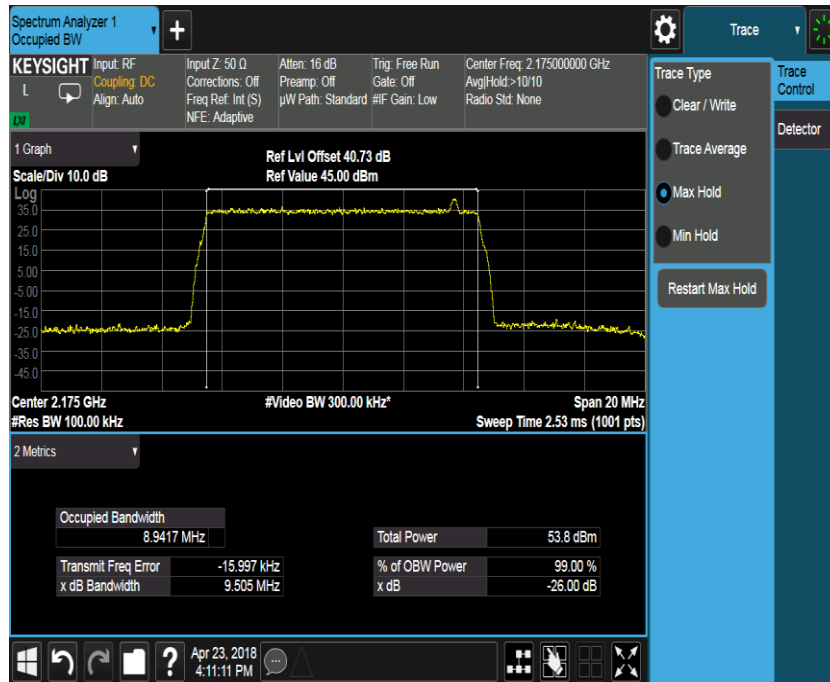 Spectrum Analyzer 1
Occupied BW
+
Trace
KEYSIGHT
L
LXI
Input: RF
Coupling: DC
Align: Auto
Input Z: 50 Ω
Corrections: Off
Freq Ref: Int (S)
NFE: Adaptive
Atten: 16 dB
Preamp: Off
µW Path: Standard
Trig: Free Run
Gate: Off
#IF Gain: Low
Center Freq: 2.175000000 GHz
Avg|Hold:>10/10
Radio Std: None
1 Graph
Scale/Div 10.0 dB
Ref Lvl Offset 40.73 dB
Ref Value 45.00 dBm
Log
35.0
25.0
15.0
5.00
-5.00
-15.0
-25.0
-35.0
-45.0
Center 2.175 GHz
#Video BW 300.00 kHz*
Span 20 MHz
#Res BW 100.00 kHz
Sweep Time 2.53 ms (1001 pts)
2 Metrics
Occupied Bandwidth
8.9417 MHz
Total Power 53.8 dBm
Transmit Freq Error -15.997 kHz
% of OBW Power 99.00 %
x dB Bandwidth 9.505 MHz
x dB -26.00 dB
?
Apr 23, 2018
4:11:11 PM
Trace Type
Clear / Write
Trace Average
Max Hold
Min Hold
Restart Max Hold
Trace
Control
Detector